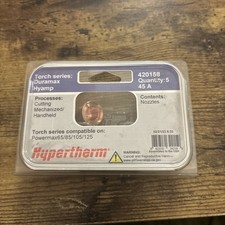 Torch series:
Duramax
Hyamp
420158
Quantity:5
45 A
Processes:
Cutting
Mechanized
Handheld
Contents:
Nozzles
Torch series compatible on:
Powermax65/85/105/125
Hypertherm